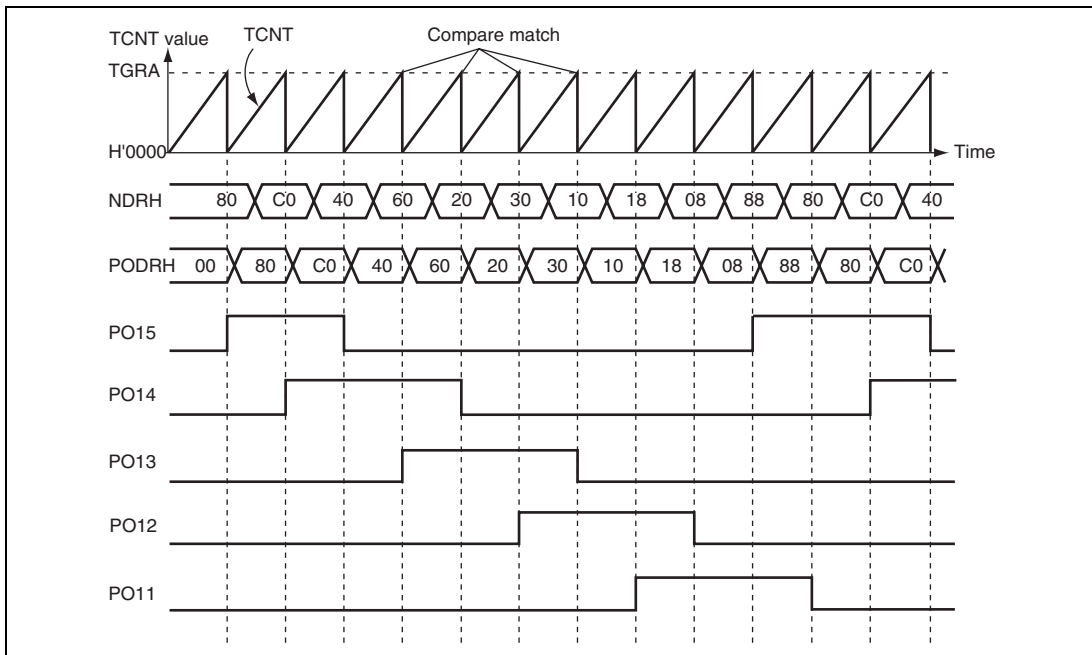 TCNT value
TCNT
Compare match
TGRA
H'0000
Time
NDRH 80 C0 40 60 20 30 10 18 08 88 80 C0 40
PODRH 00 80 C0 40 60 20 30 10 18 08 88 80 C0
PO15
PO14
PO13
PO12
PO11